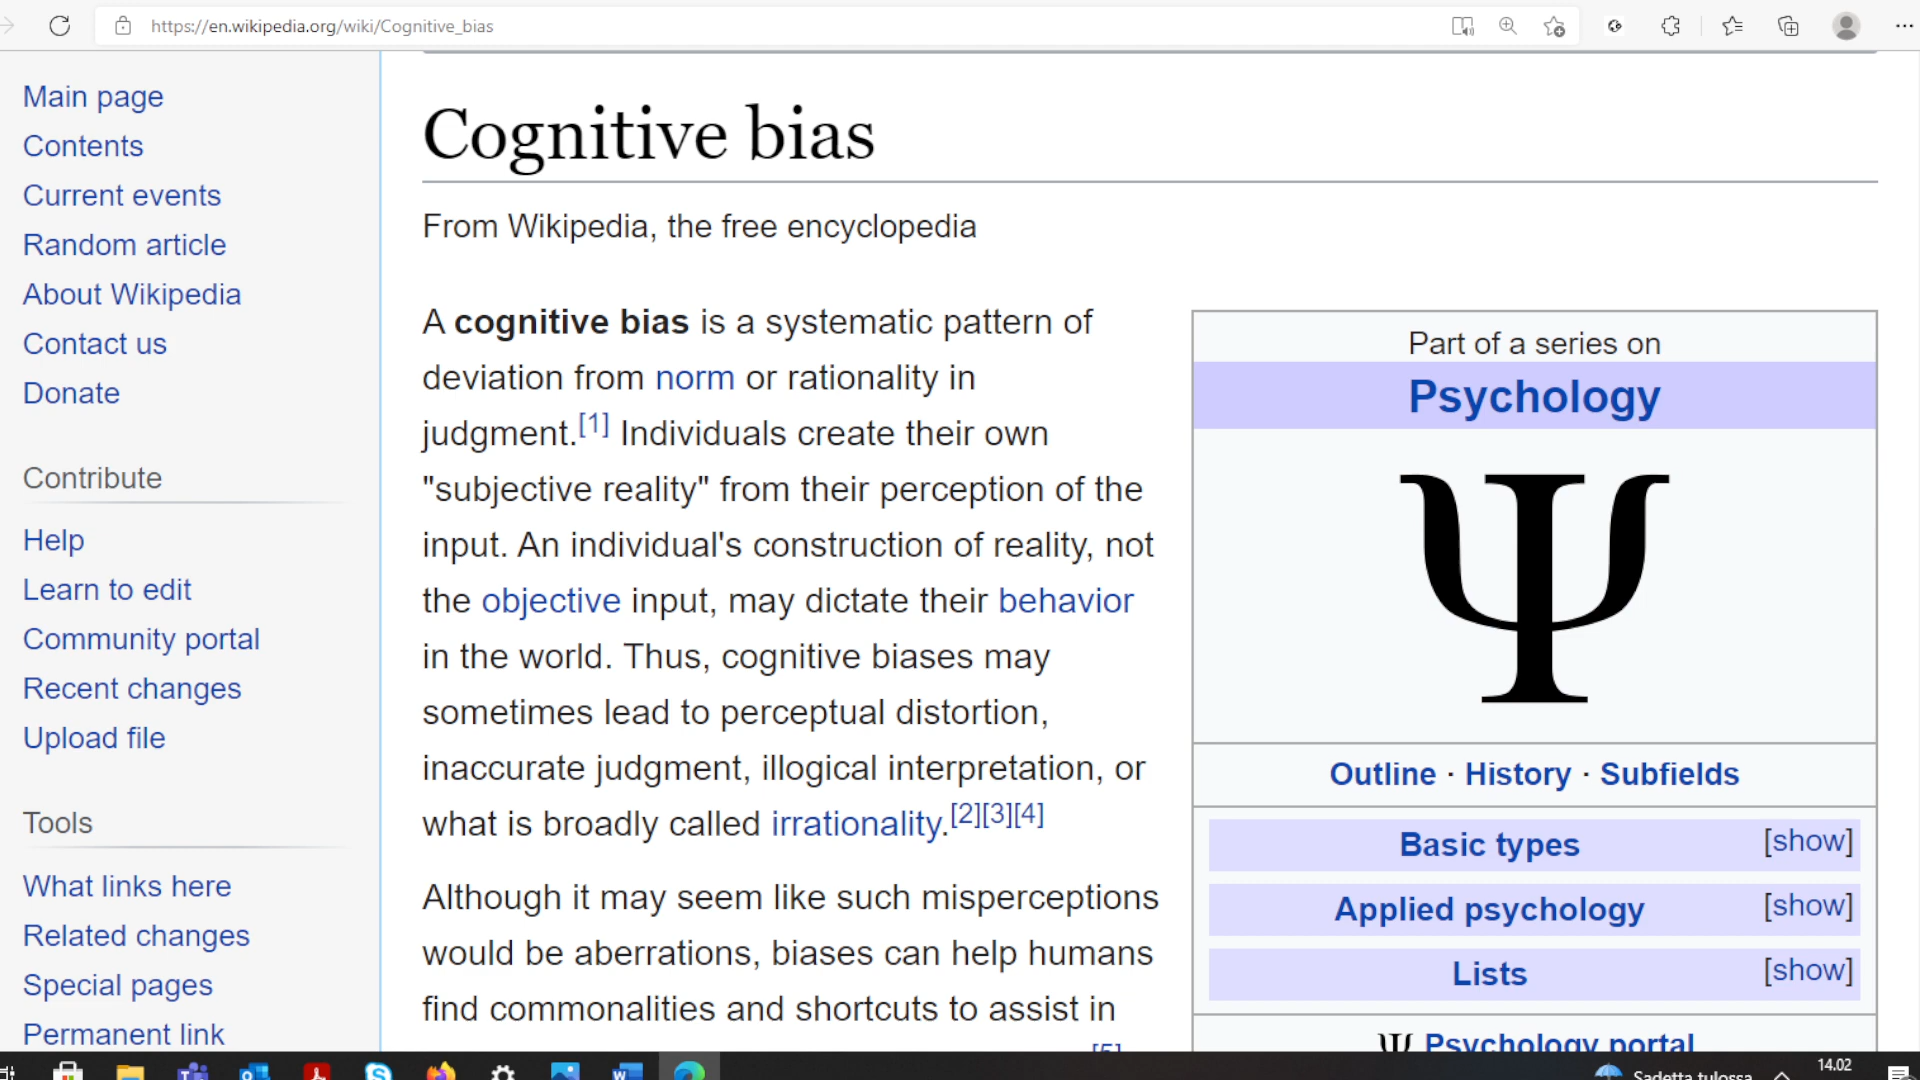 https://en.wikipedia.org/wiki/Cognitive_bias
Main page
Contents
Current events
Random article
About Wikipedia
Contact us
Donate
Contribute
Help
Learn to edit
Community portal
Recent changes
Upload file
Tools
What links here
Related changes
Special pages
Permanent link
Cognitive bias
From Wikipedia, the free encyclopedia
A cognitive bias is a systematic pattern of
deviation from norm or rationality in
judgment.[1] Individuals create their own
"subjective reality" from their perception of the
input. An individual's construction of reality, not
the objective input, may dictate their behavior
in the world. Thus, cognitive biases may
sometimes lead to perceptual distortion,
inaccurate judgment, illogical interpretation, or
what is broadly called irrationality.[2][3][4]
Although it may seem like such misperceptions
would be aberrations, biases can help humans
find commonalities and shortcuts to assist in
[5]
Part of a series on
Psychology
Ψ
Outline · History · Subfields
Basic types [show]
Applied psychology [show]
Lists [show]
Ψ Psychology portal
Sadetta tulossa
14.02